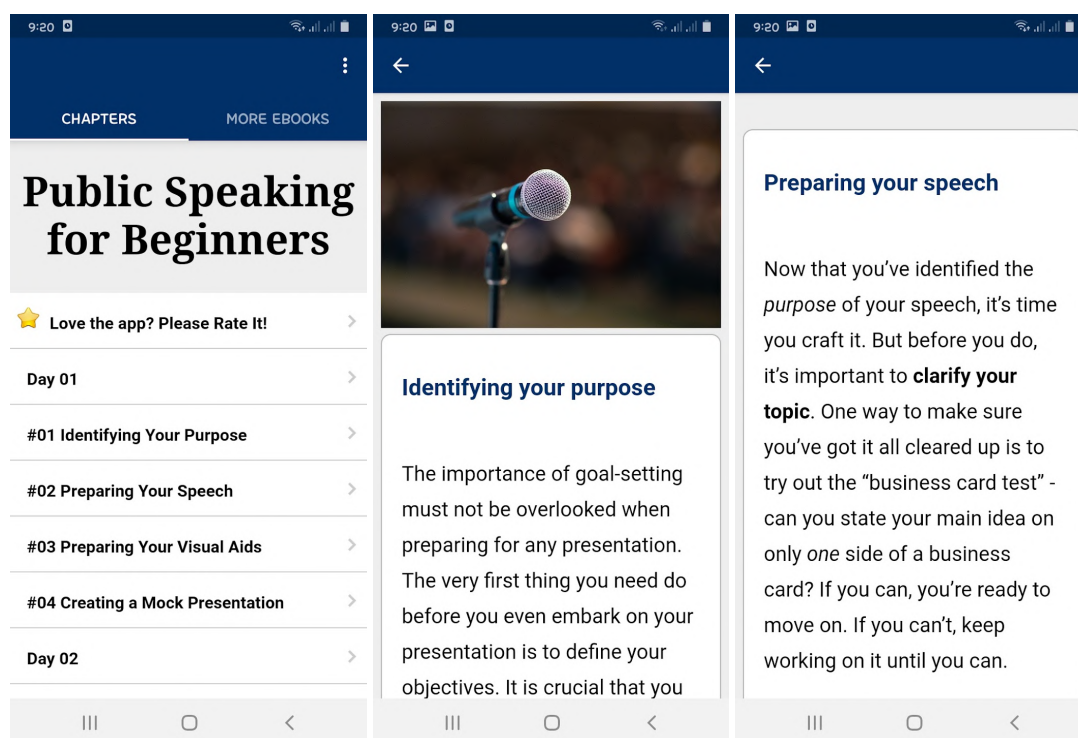 9:20
CHAPTERS
MORE EBOOKS
Public Speaking
for Beginners
Love the app? Please Rate It!
Day 01
#01 Identifying Your Purpose
#02 Preparing Your Speech
#03 Preparing Your Visual Aids
#04 Creating a Mock Presentation
Day 02
9:20
Identifying your purpose
The importance of goal-setting
must not be overlooked when
preparing for any presentation.
The very first thing you need do
before you even embark on your
presentation is to define your
objectives. It is crucial that you
9:20
Preparing your speech
Now that you’ve identified the
purpose of your speech, it’s time
you craft it. But before you do,
it’s important to clarify your
topic. One way to make sure
you’ve got it all cleared up is to
try out the “business card test” -
can you state your main idea on
only one side of a business
card? If you can, you’re ready to
move on. If you can’t, keep
working on it until you can.